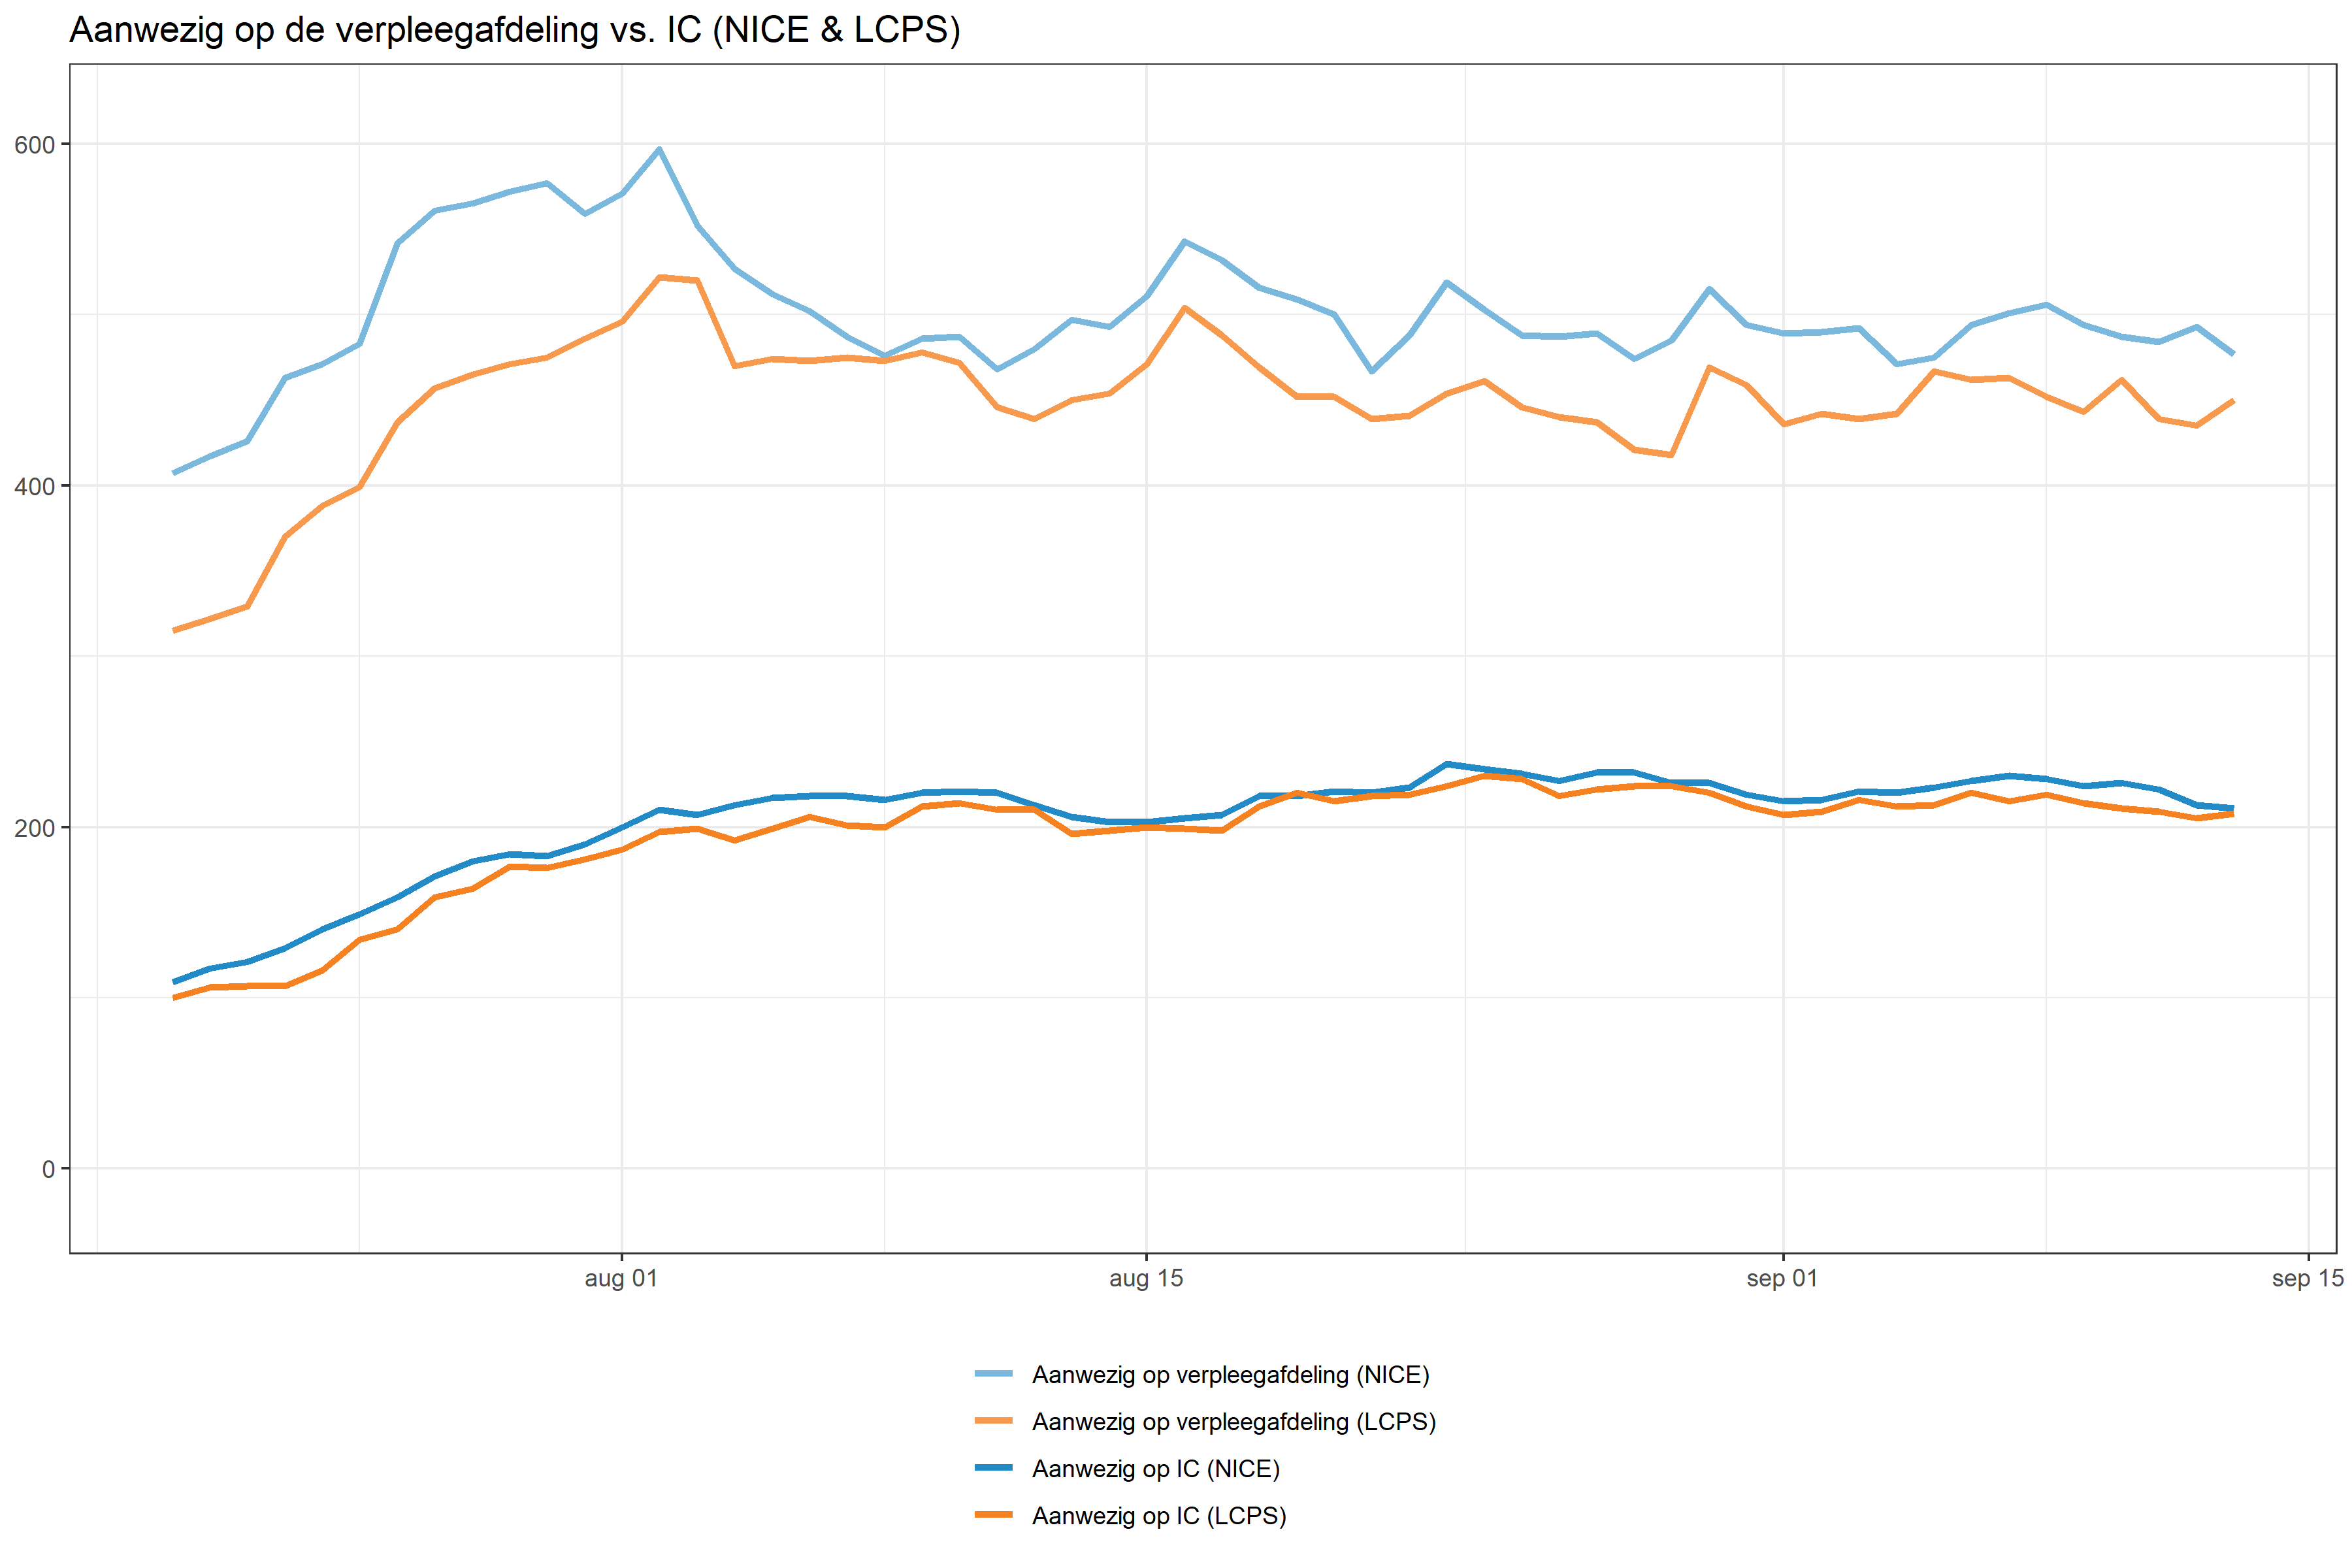 Aanwezig op de verpleegafdeling vs. IC (NICE & LCPS)
600
400
200
0
aug 01
aug 15
sep 01
sep 15
Aanwezig op verpleegafdeling (NICE)
Aanwezig op verpleegafdeling (LCPS)
Aanwezig op IC (NICE)
Aanwezig op IC (LCPS)